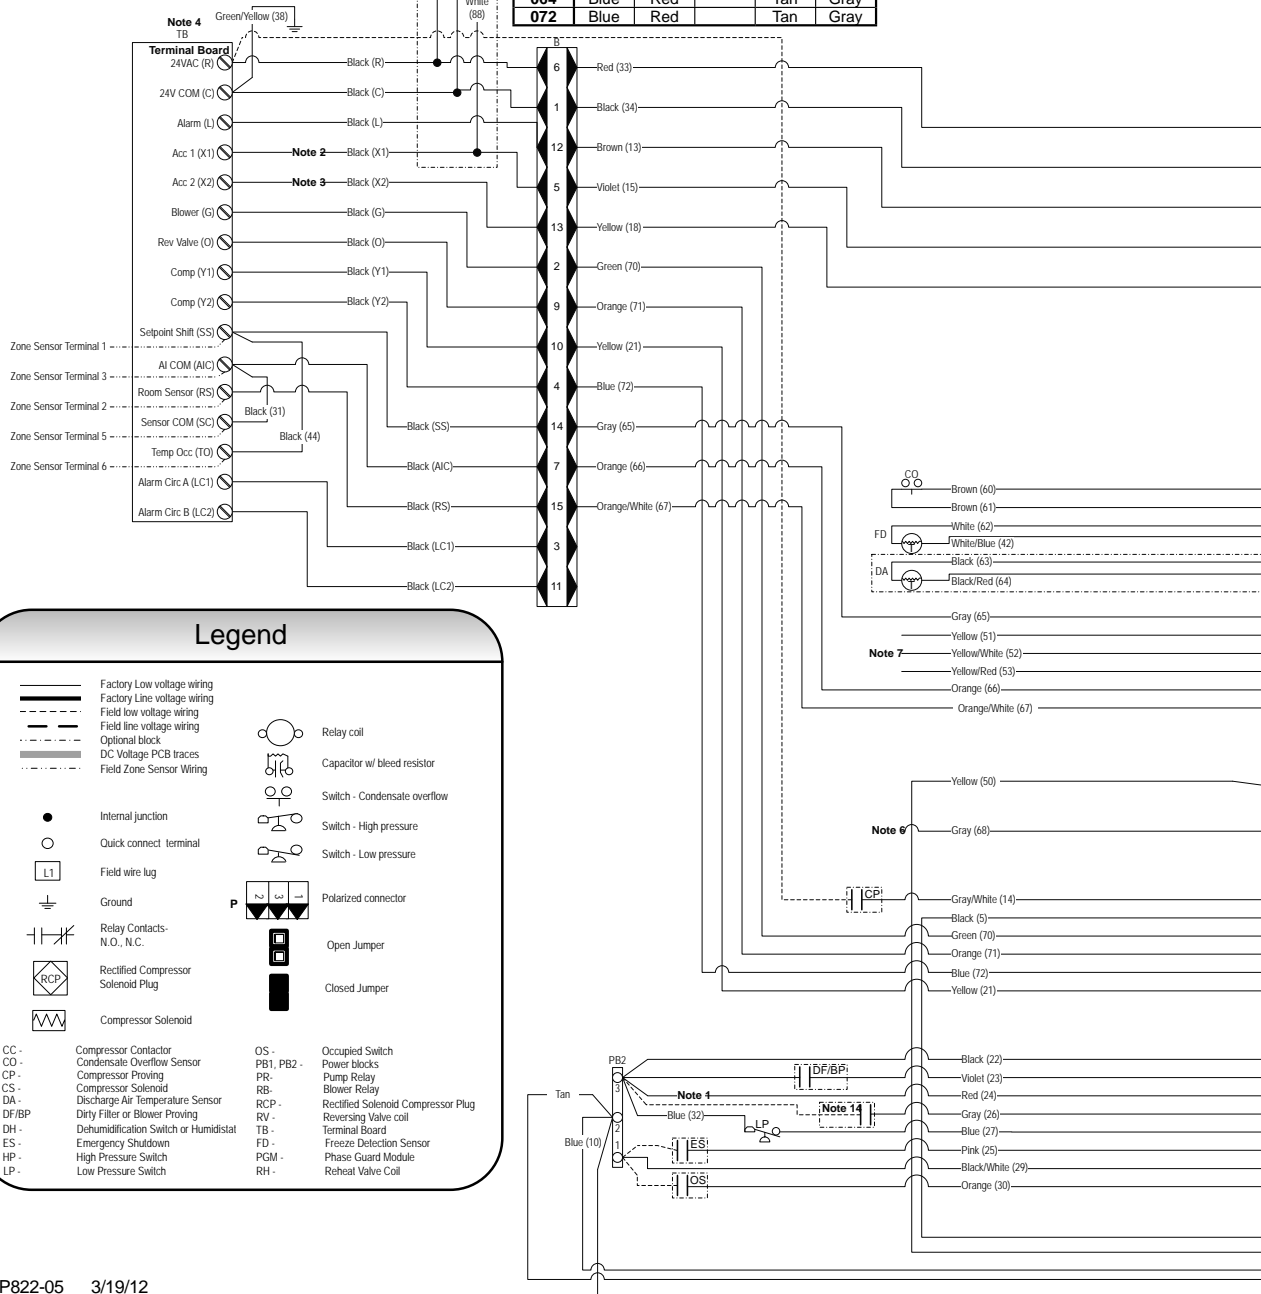 064 Blue Red Tan Gray
072 Blue Red Tan Gray
White
(88)
Green/Yellow (38)
Note 4
TB
Terminal Board
24VAC (R)
24V COM (C)
Alarm (L)
Acc 1 (X1)
Acc 2 (X2)
Blower (G)
Rev Valve (O)
Comp (Y1)
Comp (Y2)
Setpoint Shift (SS)
AI COM (AIC)
Room Sensor (RS)
Sensor COM (SC)
Temp Occ (TO)
Alarm Circ A (LC1)
Alarm Circ B (LC2)
Zone Sensor Terminal 1
Zone Sensor Terminal 3
Zone Sensor Terminal 2
Zone Sensor Terminal 5
Zone Sensor Terminal 6
Black (31)
Black (44)
Black (R)
Black (C)
Black (L)
Note 2 Black (X1)
Note 3 Black (X2)
Black (G)
Black (O)
Black (Y1)
Black (Y2)
Black (SS)
Black (AIC)
Black (RS)
Black (LC1)
Black (LC2)
B
6 Red (33)
1 Black (34)
12 Brown (13)
5 Violet (15)
13 Yellow (18)
2 Green (70)
9 Orange (71)
10 Yellow (21)
4 Blue (72)
14 Gray (65)
7 Orange (66)
15 Orange/White (67)
3
11
CO
Brown (60)
Brown (61)
FD
White (62)
White/Blue (42)
DA
Black (63)
Black/Red (64)
Gray (65)
Yellow (51)
Note 7 Yellow/White (52)
Yellow/Red (53)
Orange (66)
Orange/White (67)
Yellow (50)
Note 6 Gray (68)
CP
Gray/White (14)
Black (5)
Green (70)
Orange (71)
Blue (72)
Yellow (21)
PB2
3
2
1
Tan
Blue (10)
DF/BP
Note 1
Note 14
Blue (32)
LP
ES
OS
Black (22)
Violet (23)
Red (24)
Gray (26)
Blue (27)
Pink (25)
Black/White (29)
Orange (30)
Legend
Factory Low voltage wiring
Factory Line voltage wiring
Field low voltage wiring
Field line voltage wiring
Optional block
DC Voltage PCB traces
Field Zone Sensor Wiring
Internal junction
Quick connect terminal
L1 Field wire lug
Ground
Relay Contacts-
N.O., N.C.
RCP
Rectified Compressor
Solenoid Plug
Compressor Solenoid
Relay coil
Capacitor w/ bleed resistor
Switch - Condensate overflow
Switch - High pressure
Switch - Low pressure
P 2 3 1 Polarized connector
Open Jumper
Closed Jumper
CC - Compressor Contactor
CO - Condensate Overflow Sensor
CP - Compressor Proving
CS - Compressor Solenoid
DA - Discharge Air Temperature Sensor
DF/BP Dirty Filter or Blower Proving
DH - Dehumidification Switch or Humidistat
ES - Emergency Shutdown
HP - High Pressure Switch
LP - Low Pressure Switch
OS - Occupied Switch
PB1, PB2 - Power blocks
PR- Pump Relay
RB- Blower Relay
RCP - Rectified Solenoid Compressor Plug
RV - Reversing Valve coil
TB - Terminal Board
FD - Freeze Detection Sensor
PGM - Phase Guard Module
RH - Reheat Valve Coil
P822-05 3/19/12